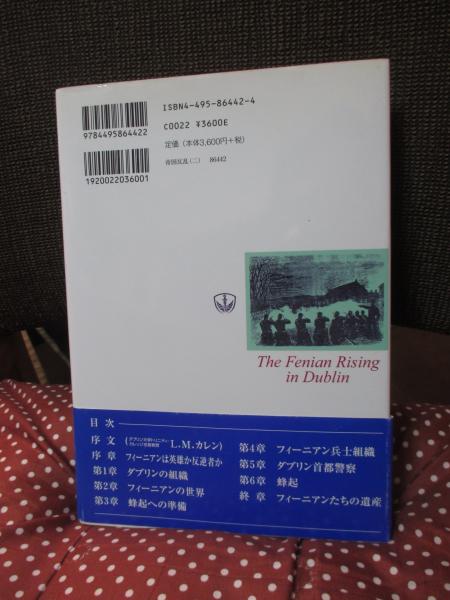 ISBN4-495-86442-4
9784495864422
C0022 ¥3600E
定価（本体3,600円+税）
1920022036001
帝国反乱（二） 86442
The Fenian Rising
in Dublin
目 次
序 文 (L.M.カレン)
序 章 フィーニアンは英雄か反逆者か
第1章 ダブリンの組織
第2章 フィーニアンの世界
第3章 蜂起への準備
第4章 フィーニアン兵士組織
第5章 ダブリン首都警察
第6章 蜂起
終 章 フィーニアンたちの遺産